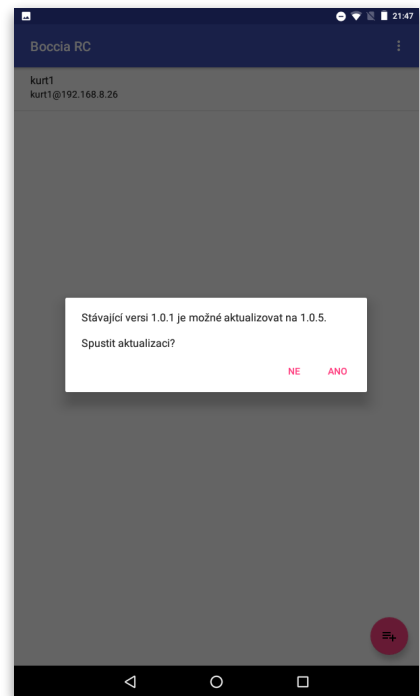 21:47
Boccia RC
kurt1
kurt1@192.168.8.26
Stávající versi 1.0.1 je možné aktualizovat na 1.0.5.
Spustit aktualizaci?
NE ANO